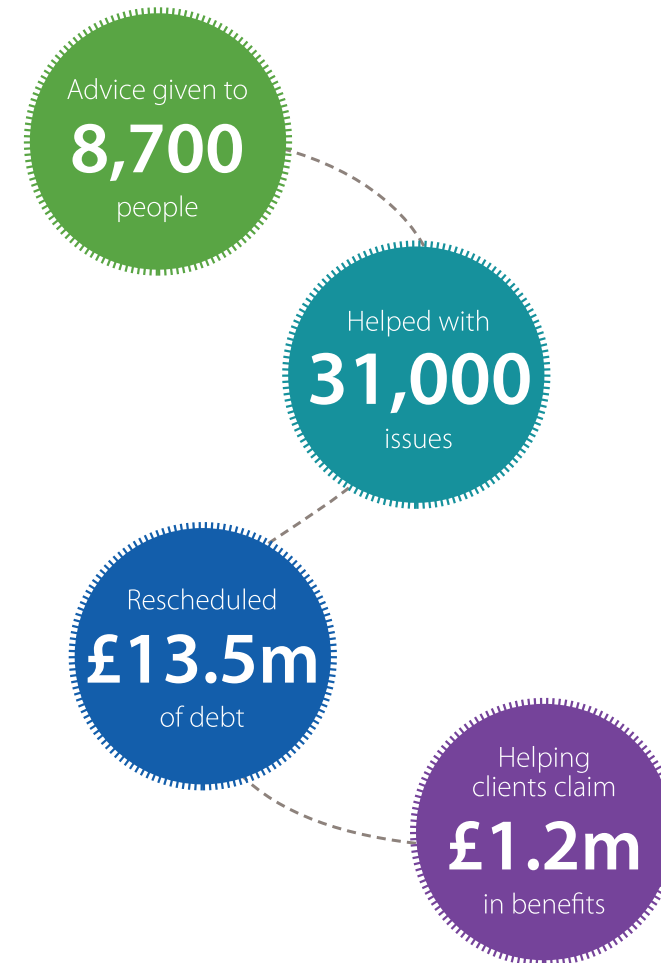 Advice given to
8,700
people
Helped with
31,000
issues
Rescheduled
£13.5m
of debt
Helping
clients claim
£1.2m
in benefits